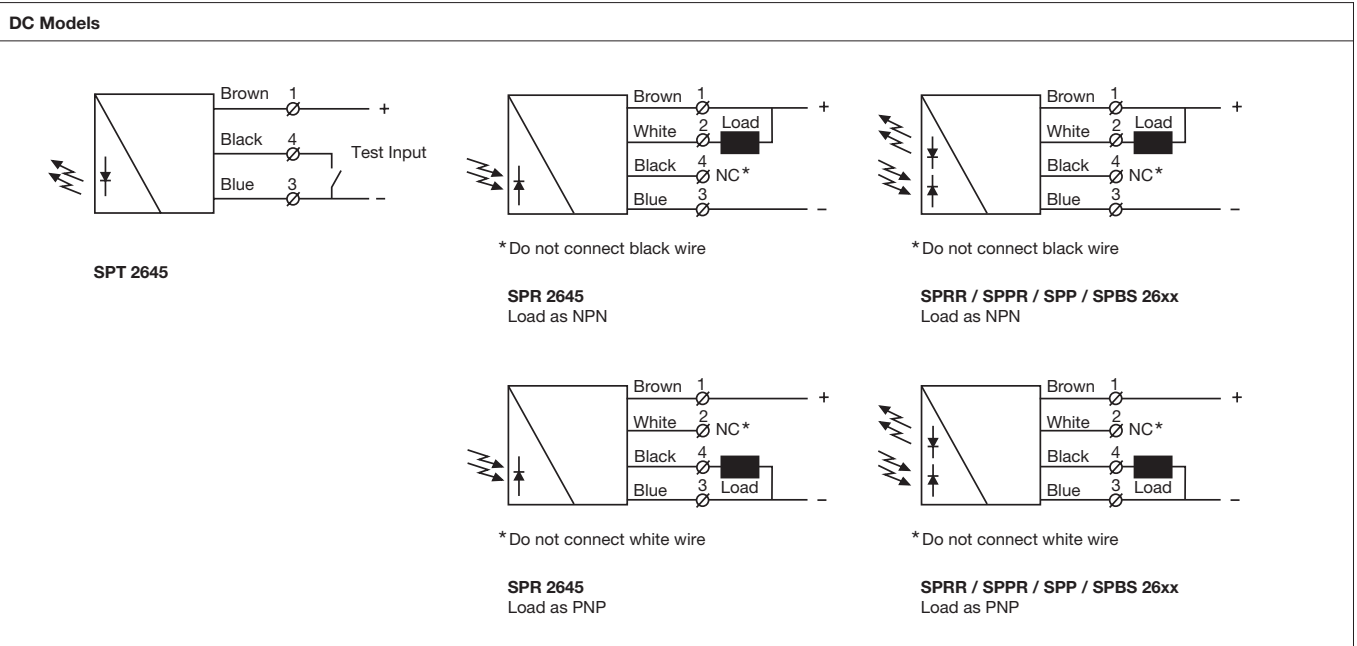 DC Models
Brown 1 +
Black 4 Test Input
Blue 3 –
SPT 2645
Brown 1 +
White 2 Load
Black 4 NC*
Blue 3 –
*Do not connect black wire
SPR 2645
Load as NPN
Brown 1 +
White 2 Load
Black 4 NC*
Blue 3 –
*Do not connect black wire
SPRR / SPPR / SPP / SPBS 26xx
Load as NPN
Brown 1 +
White 2 NC*
Black 4
Blue 3 Load –
*Do not connect white wire
SPR 2645
Load as PNP
Brown 1 +
White 2 NC*
Black 4
Blue 3 Load –
*Do not connect white wire
SPRR / SPPR / SPP / SPBS 26xx
Load as PNP